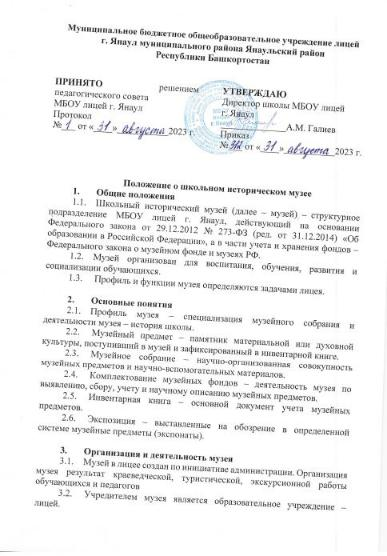 Муниципальное бюджетное общеобразовательное учреждение лицей
г. Янаул муниципального района Янаульский район
Республики Башкортостан
ПРИНЯТО решением
педагогического совета
МБОУ лицей г. Янаул
Протокол
№ 1 от « 31 » августа 2023 г.
УТВЕРЖДАЮ
Директор школы МБОУ лицей
г. Янаул
А.М. Галиев
Приказ
№ от « 31 » августа 2023 г.
Положение о школьном историческом музее
1. Общие положения
1.1. Школьный исторический музей (далее – музей) – структурное
подразделение МБОУ лицей г. Янаул, действующий на основании
Федерального закона от 29.12.2012 № 273-ФЗ (ред. от 31.12.2014) «Об
образовании в Российской Федерации», а в части учета и хранения фондов –
Федерального закона о музейном фонде и музеях РФ.
1.2. Музей организован для воспитания, обучения, развития и
социализации обучающихся.
1.3. Профиль и функции музея определяются задачами лицея.
2. Основные понятия
2.1. Профиль музея – специализация музейного собрания и
деятельности музея – история школы.
2.2. Музейный предмет – памятник материальной или духовной
культуры, поступивший в музей и зафиксированный в инвентарной книге.
2.3. Музейное собрание – научно-организованная совокупность
музейных предметов и научно-вспомогательных материалов.
2.4. Комплектование музейных фондов – деятельность музея по
выявлению, сбору, учету и научному описанию музейных предметов.
2.5. Инвентарная книга – основной документ учета музейных
предметов.
2.6. Экспозиция – выставленные на обозрение в определенной
системе музейные предметы (экспонаты).
3. Организация и деятельность музея
3.1. Музей в лицее создан по инициативе администрации. Организация
музея результат краеведческой, туристической, экскурсионной работы
обучающихся и педагогов
3.2. Учредителем музея является образовательное учреждение –
лицей.